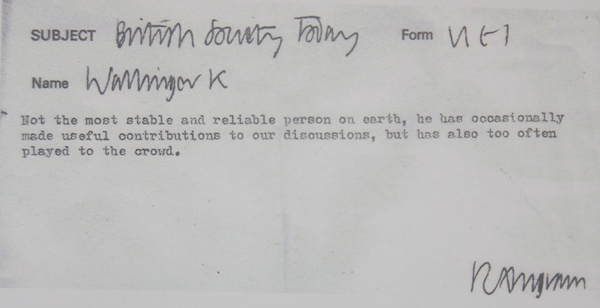 SUBJECT British Society Today Form
Name Wallinger K
Not the most stable and reliable person on earth, he has occasionally
made useful contributions to our discussions, but has also too often
played to the crowd.